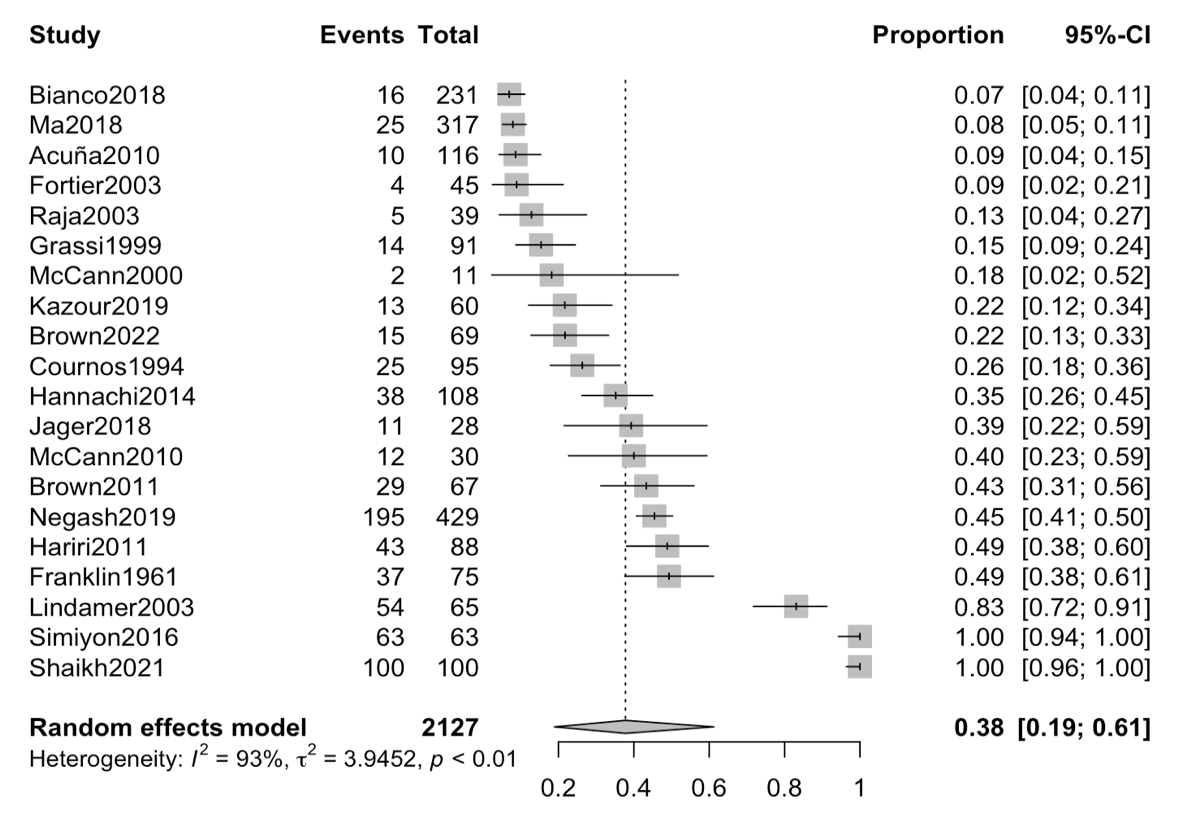 Study Events Total Proportion 95%-CI
Bianco2018 16 231 0.07 [0.04; 0.11]
Ma2018 25 317 0.08 [0.05; 0.11]
Acuña2010 10 116 0.09 [0.04; 0.15]
Fortier2003 4 45 0.09 [0.02; 0.21]
Raja2003 5 39 0.13 [0.04; 0.27]
Grassi1999 14 91 0.15 [0.09; 0.24]
McCann2000 2 11 0.18 [0.02; 0.52]
Kazour2019 13 60 0.22 [0.12; 0.34]
Brown2022 15 69 0.22 [0.13; 0.33]
Cournos1994 25 95 0.26 [0.18; 0.36]
Hannachi2014 38 108 0.35 [0.26; 0.45]
Jager2018 11 28 0.39 [0.22; 0.59]
McCann2010 12 30 0.40 [0.23; 0.59]
Brown2011 29 67 0.43 [0.31; 0.56]
Negash2019 195 429 0.45 [0.41; 0.50]
Hariri2011 43 88 0.49 [0.38; 0.60]
Franklin1961 37 75 0.49 [0.38; 0.61]
Lindamer2003 54 65 0.83 [0.72; 0.91]
Simiyon2016 63 63 1.00 [0.94; 1.00]
Shaikh2021 100 100 1.00 [0.96; 1.00]
Random effects model 2127 0.38 [0.19; 0.61]
Heterogeneity: I² = 93%, τ² = 3.9452, p < 0.01
0.2 0.4 0.6 0.8 1